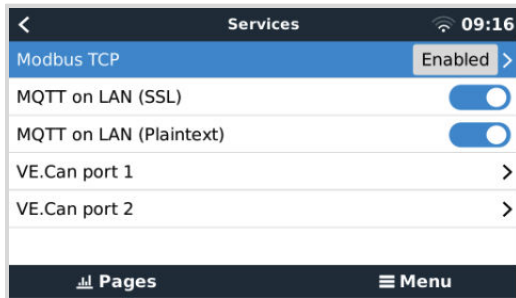 Services 09:16
Modbus TCP Enabled
MQTT on LAN (SSL)
MQTT on LAN (Plaintext)
VE.Can port 1
VE.Can port 2
Pages Menu